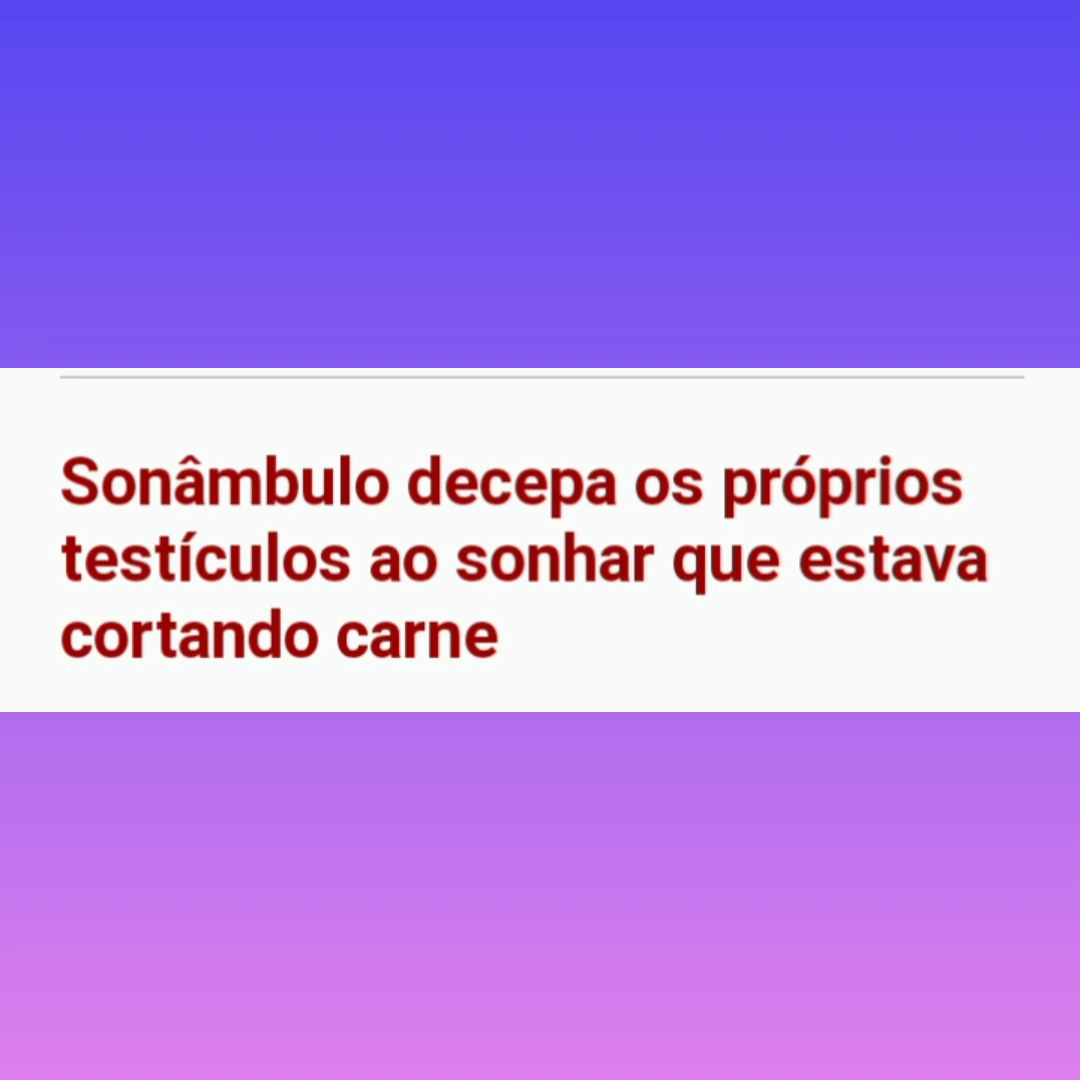 Sonâmbulo decepa os próprios
testículos ao sonhar que estava
cortando carne